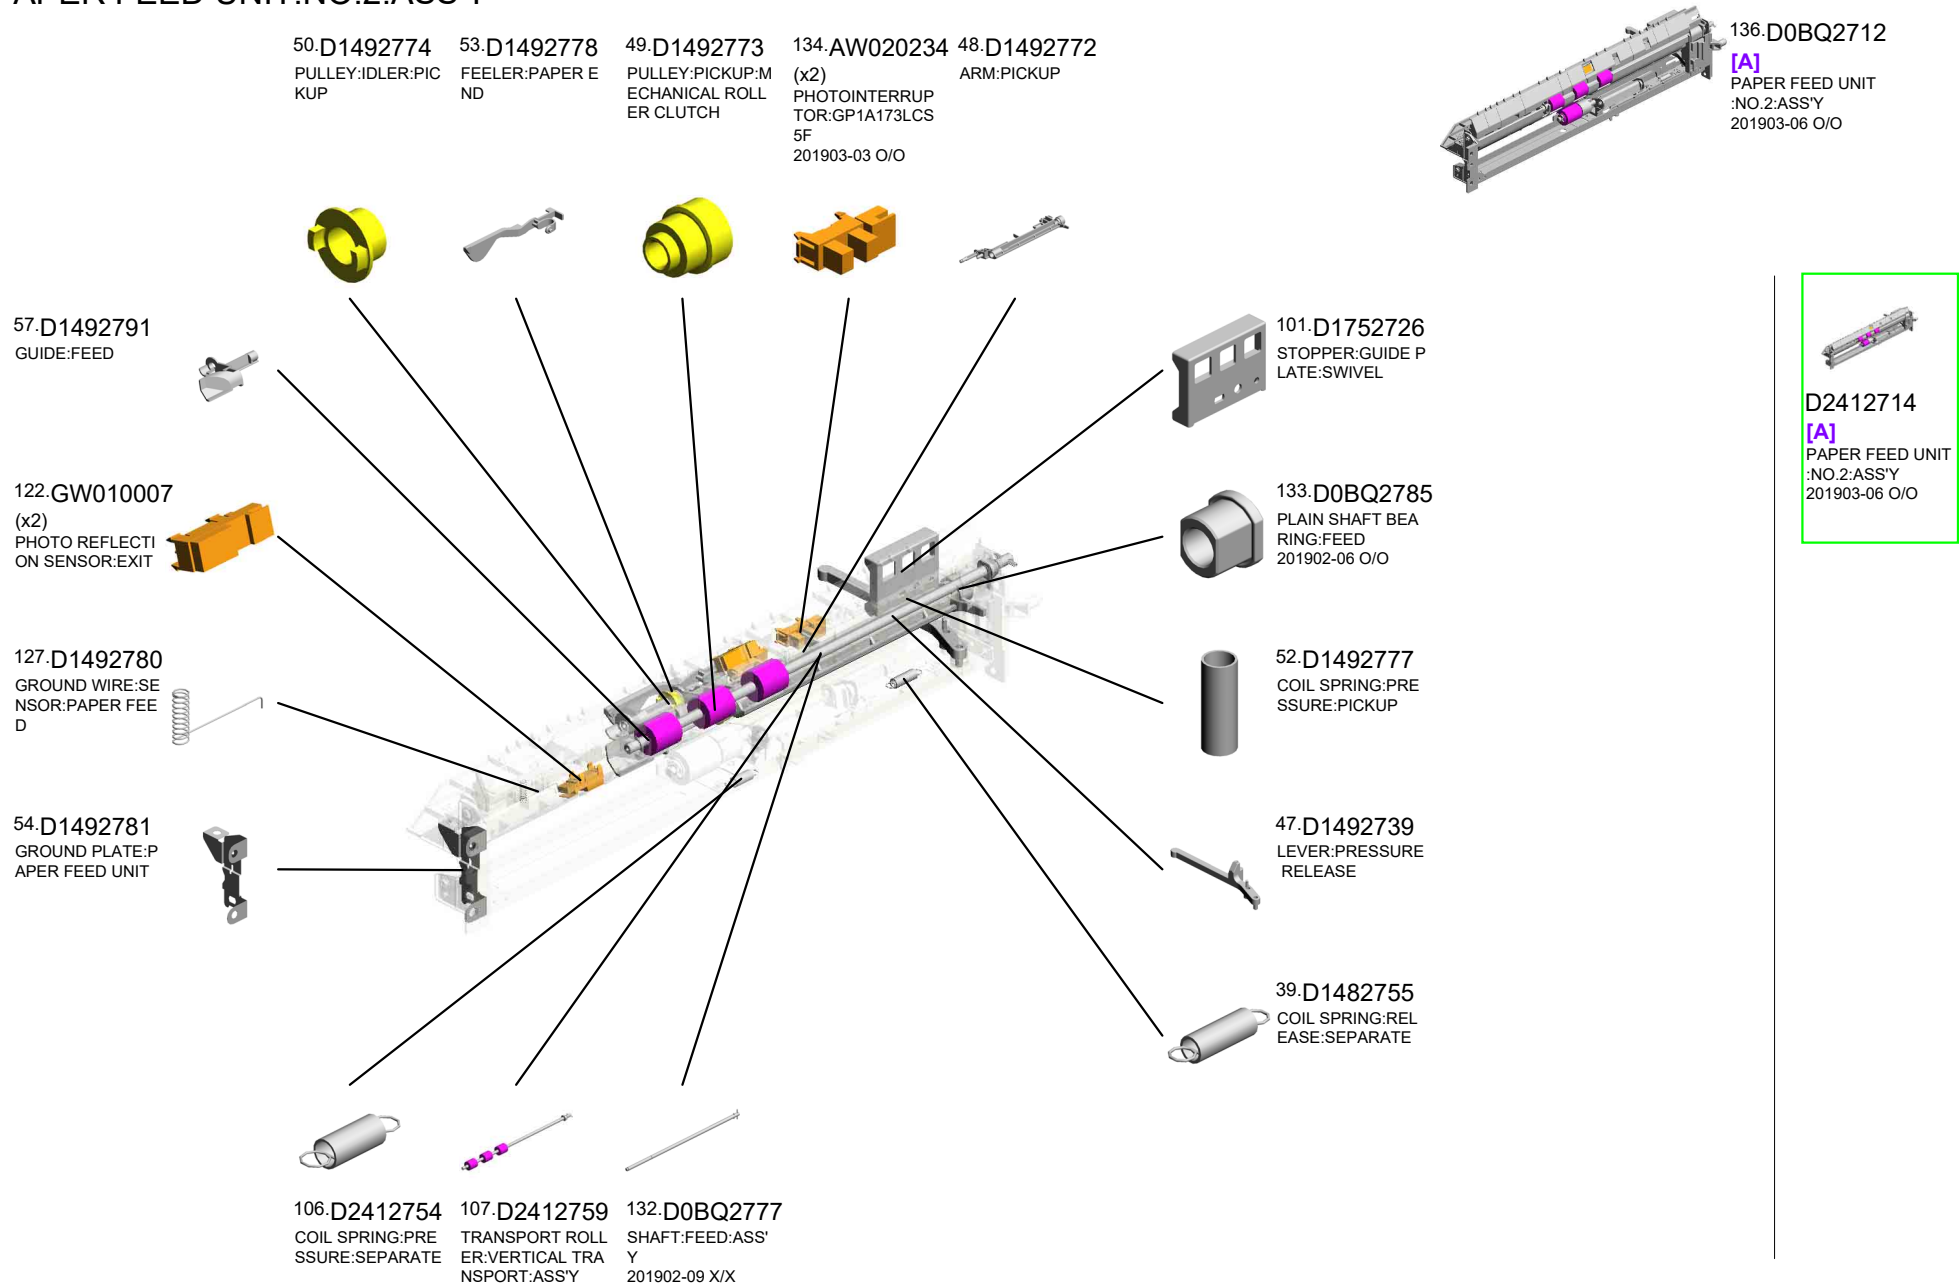 APER FEED UNIT:NO.2:ASS'Y
50.D1492774
PULLEY:IDLER:PIC
KUP
53.D1492778
FEELER:PAPER E
ND
49.D1492773
PULLEY:PICKUP:M
ECHANICAL ROLL
ER CLUTCH
134.AW020234
(x2)
PHOTOINTERRUP
TOR:GP1A173LCS
5F
201903-03 O/O
48.D1492772
ARM:PICKUP
136.D0BQ2712
[A]
PAPER FEED UNIT
:NO.2:ASS'Y
201903-06 O/O
57.D1492791
GUIDE:FEED
122.GW010007
(x2)
PHOTO REFLECTI
ON SENSOR:EXIT
127.D1492780
GROUND WIRE:SE
NSOR:PAPER FEE
D
54.D1492781
GROUND PLATE:P
APER FEED UNIT
101.D1752726
STOPPER:GUIDE P
LATE:SWIVEL
133.D0BQ2785
PLAIN SHAFT BEA
RING:FEED
201902-06 O/O
52.D1492777
COIL SPRING:PRE
SSURE:PICKUP
47.D1492739
LEVER:PRESSURE
RELEASE
39.D1482755
COIL SPRING:REL
EASE:SEPARATE
D2412714
[A]
PAPER FEED UNIT
:NO.2:ASS'Y
201903-06 O/O
106.D2412754
COIL SPRING:PRE
SSURE:SEPARATE
107.D2412759
TRANSPORT ROLL
ER:VERTICAL TRA
NSPORT:ASS'Y
132.D0BQ2777
SHAFT:FEED:ASS'
Y
201902-09 X/X